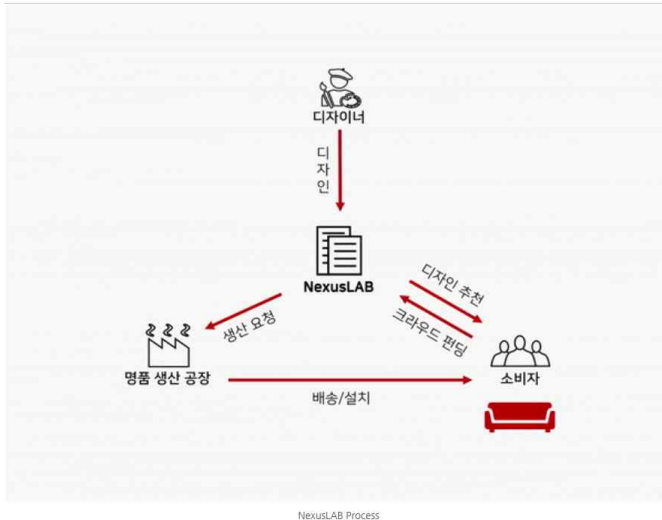 디자이너
디자인
NexusLAB
디자인 추천
크라우드 펀딩
생산 요청
명품 생산 공장
소비자
배송/설치
NexusLAB Process